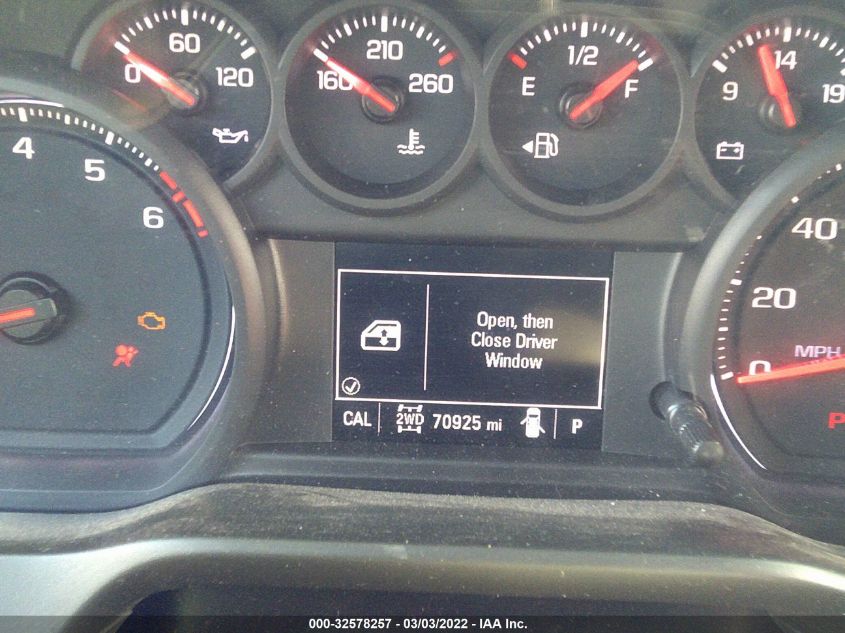 0 60 120
160 210 260
E 1/2 F
9 14 19
4 5 6
Open, then
Close Driver
Window
CAL 2WD 70925 mi P
40
20
0
MPH
P
000-32578257 - 03/03/2022 - IAA Inc.